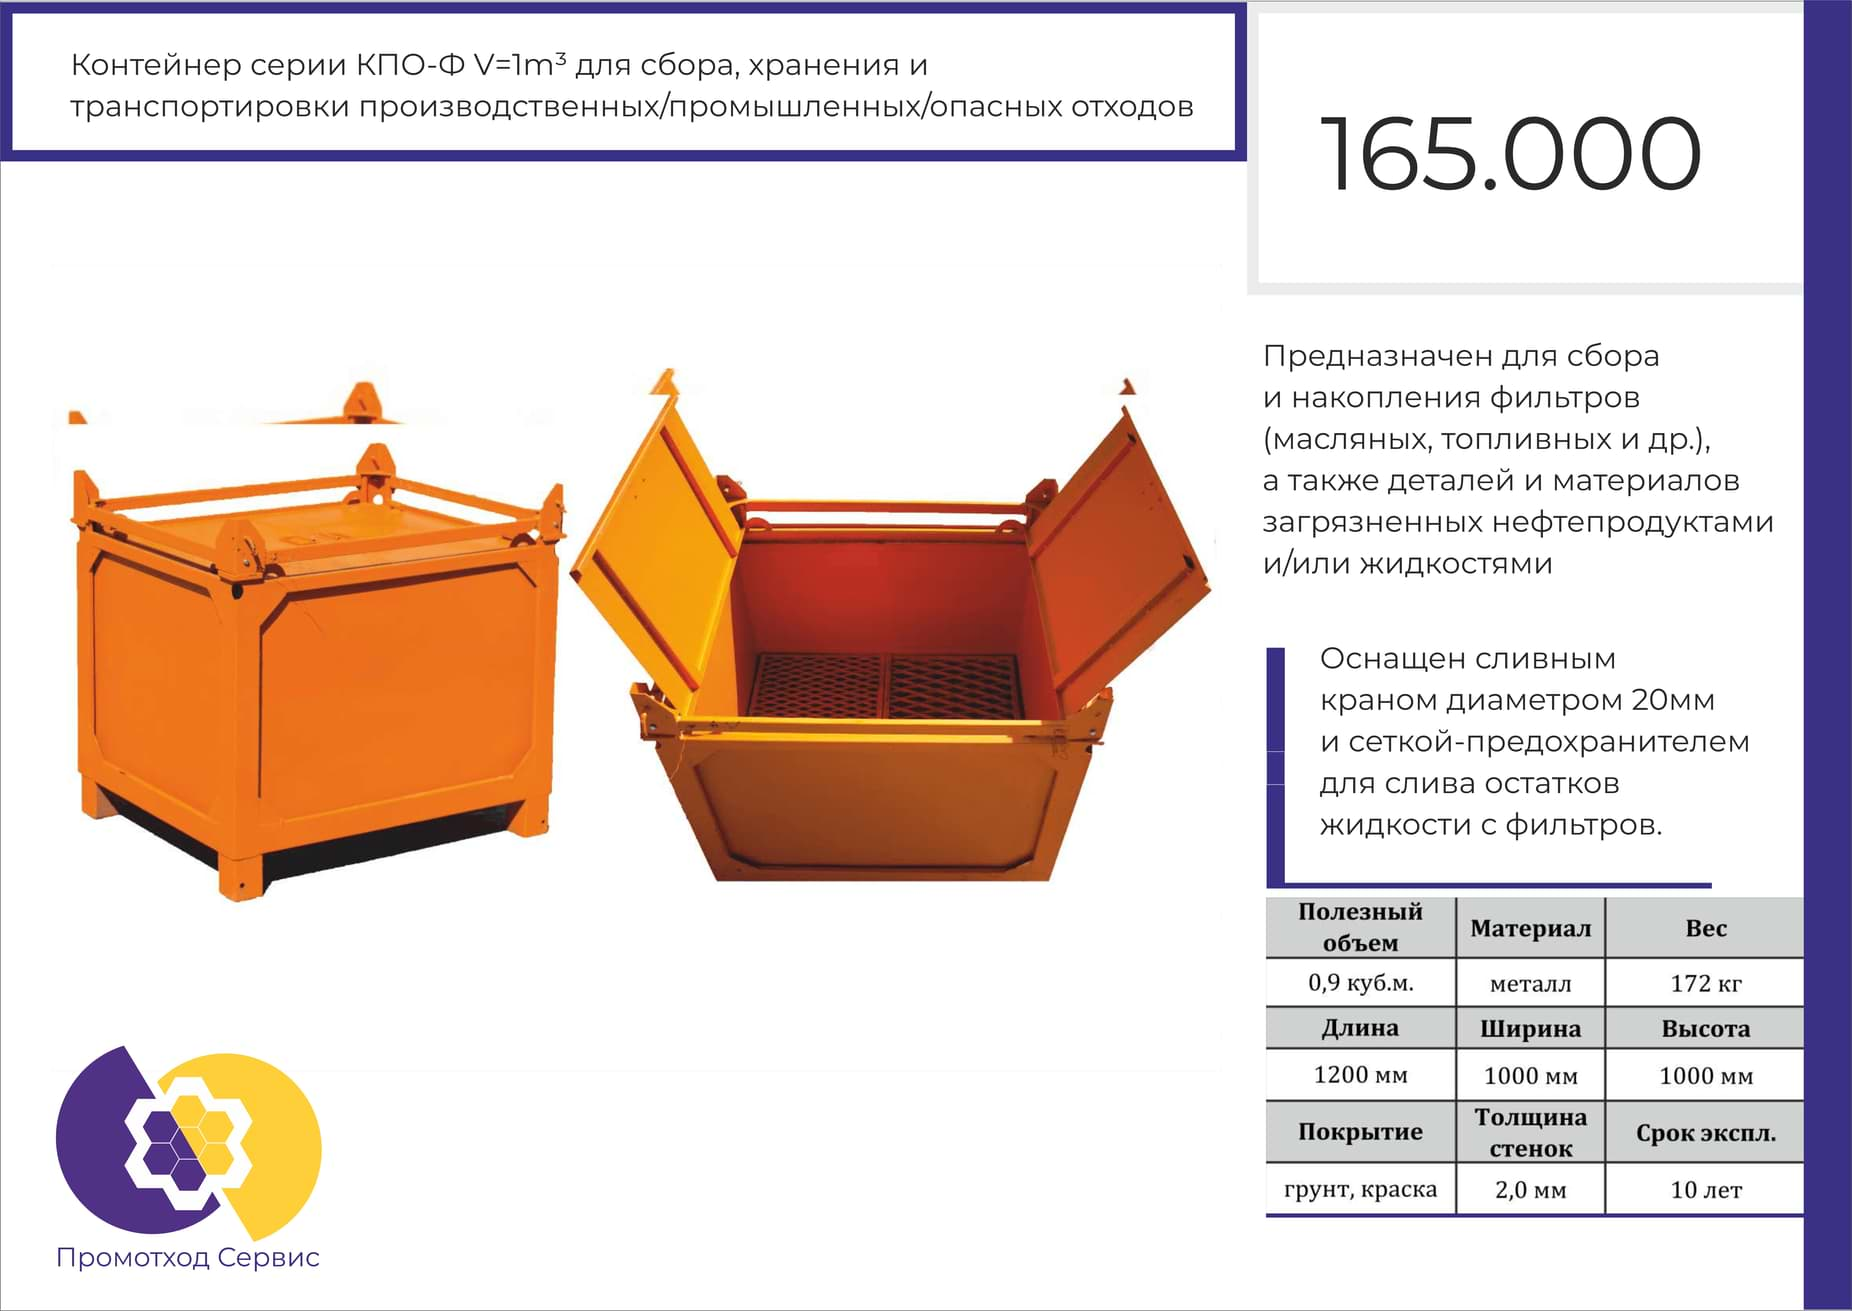 Контейнер серии КПО-Ф V=1m³ для сбора, хранения и
транспортировки производственных/промышленных/опасных отходов
165.000
Предназначен для сбора
и накопления фильтров
(масляных, топливных и др.),
а также деталей и материалов
загрязненных нефтепродуктами
и/или жидкостями
Оснащен сливным
краном диаметром 20мм
и сеткой-предохранителем
для слива остатков
жидкости с фильтров.
Полезный объем Материал Вес
0,9 куб.м. металл 172 кг
Длина Ширина Высота
1200 мм 1000 мм 1000 мм
Покрытие Толщина стенок Срок экспл.
грунт, краска 2,0 мм 10 лет
Промотход Сервис